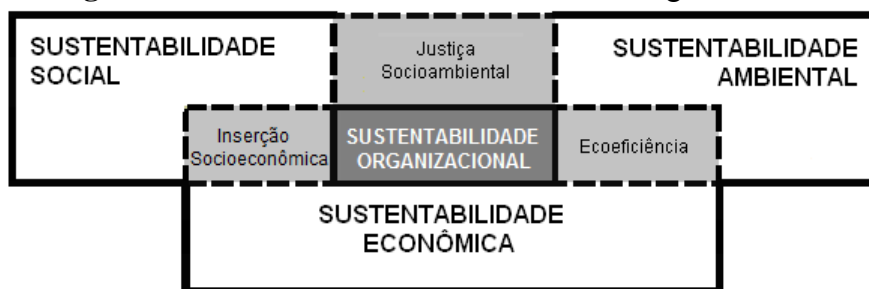 SUSTENTABILIDADE
SOCIAL
Justiça
Socioambiental
SUSTENTABILIDADE
AMBIENTAL
Inserção
Socioeconômica
SUSTENTABILIDADE
ORGANIZACIONAL
Ecoeficiência
SUSTENTABILIDADE
ECONÔMICA